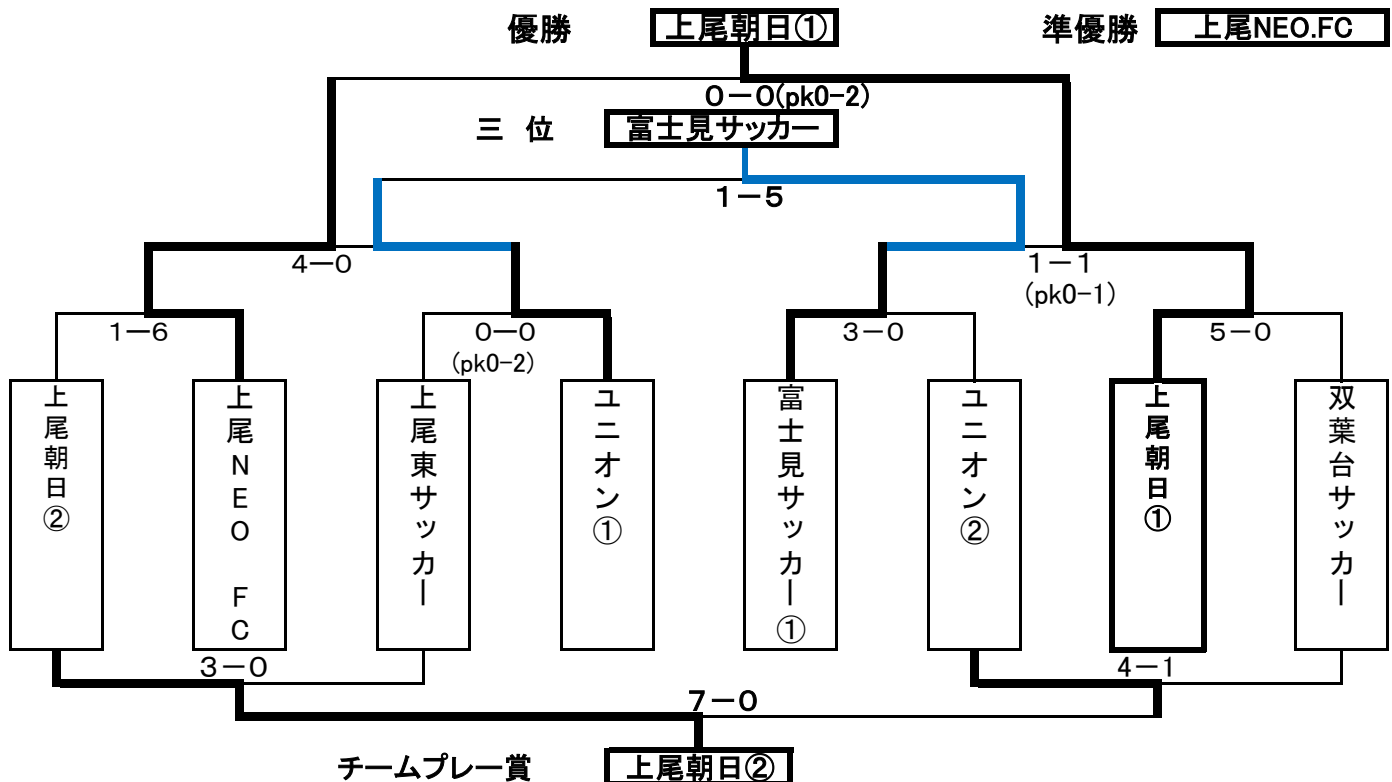 優勝 上尾朝日① 準優勝 上尾NEO.FC
0-0(pk0-2)
三 位 富士見サッカー
1-5
4-0
1-1
(pk0-1)
1-6
0-0
(pk0-2)
3-0
5-0
上尾朝日②
上尾NEO FC
上尾東サッカー
ユニオン①
富士見サッカー①
ユニオン②
上尾朝日①
双葉台サッカー
3-0
4-1
7-0
チームプレー賞 上尾朝日②